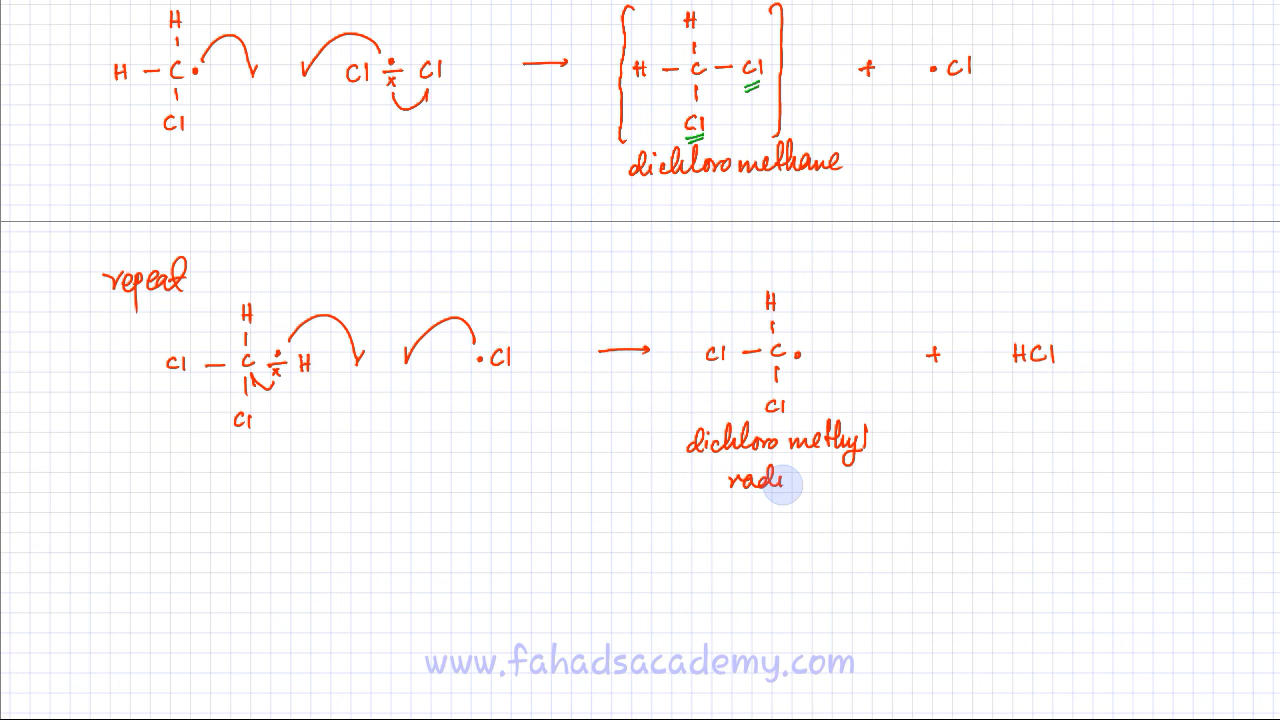 H
H – C • Cl ∸ Cl → [ H – C – Cl ] + • Cl
x
Cl
H
Cl
dichloromethane
repeat
H
Cl – C ∸ H • Cl → Cl – C • + HCl
x
Cl
H
Cl
dichloro methyl
radi
www.fahadsacademy.com